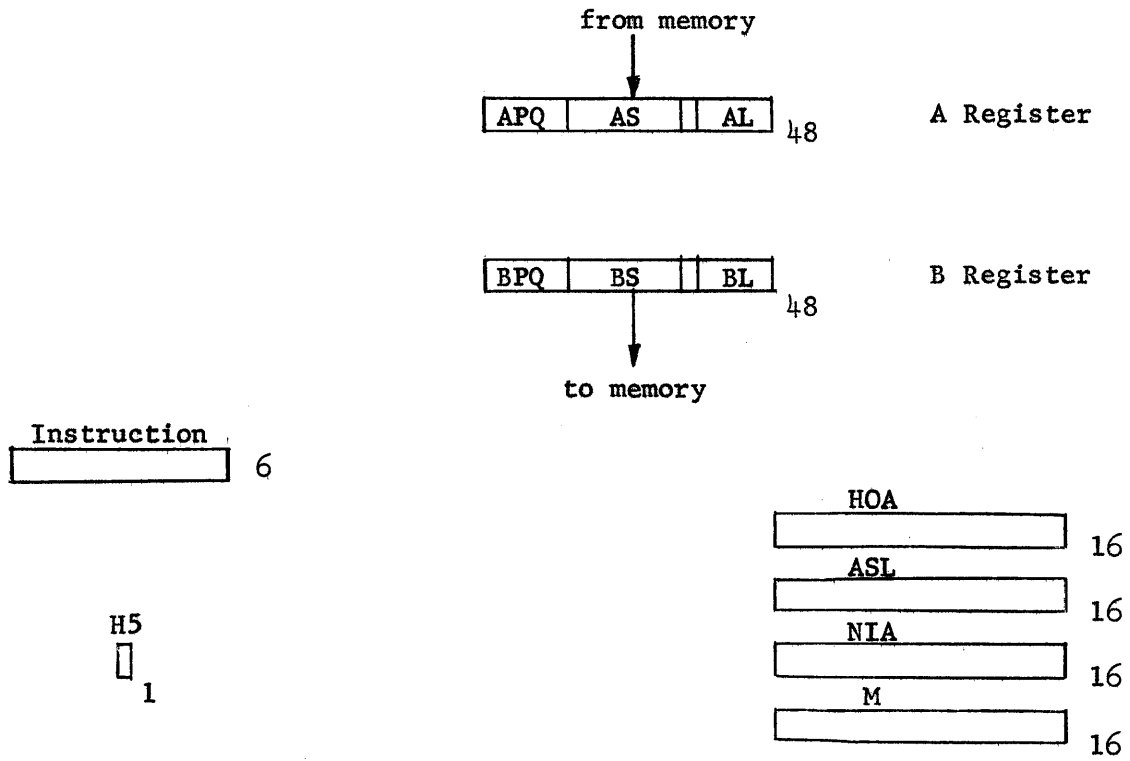 from memory
APQ AS AL 48 A Register
BPQ BS BL 48 B Register
to memory
Instruction
6
HOA
16
ASL
16
H5
1
NIA
16
M
16